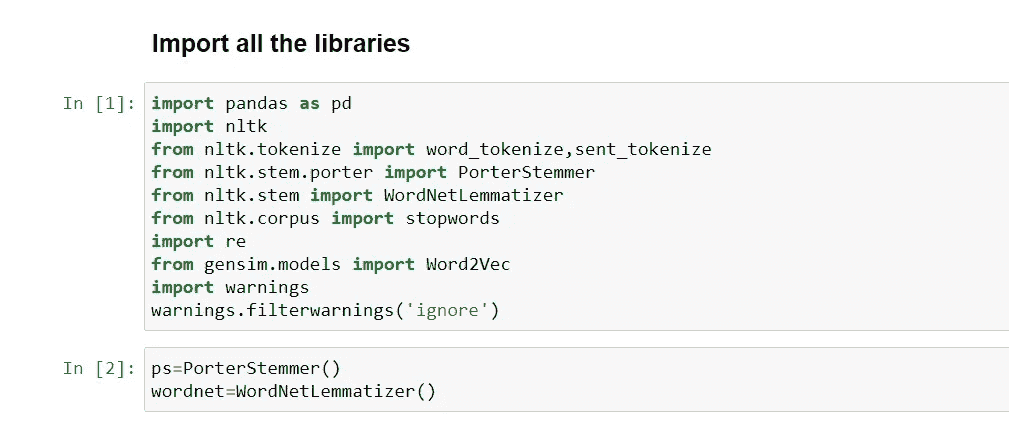 Import all the libraries
In [1]: import pandas as pd
import nltk
from nltk.tokenize import word_tokenize,sent_tokenize
from nltk.stem.porter import PorterStemmer
from nltk.stem import WordNetLemmatizer
from nltk.corpus import stopwords
import re
from gensim.models import Word2Vec
import warnings
warnings.filterwarnings('ignore')
In [2]: ps=PorterStemmer()
wordnet=WordNetLemmatizer()